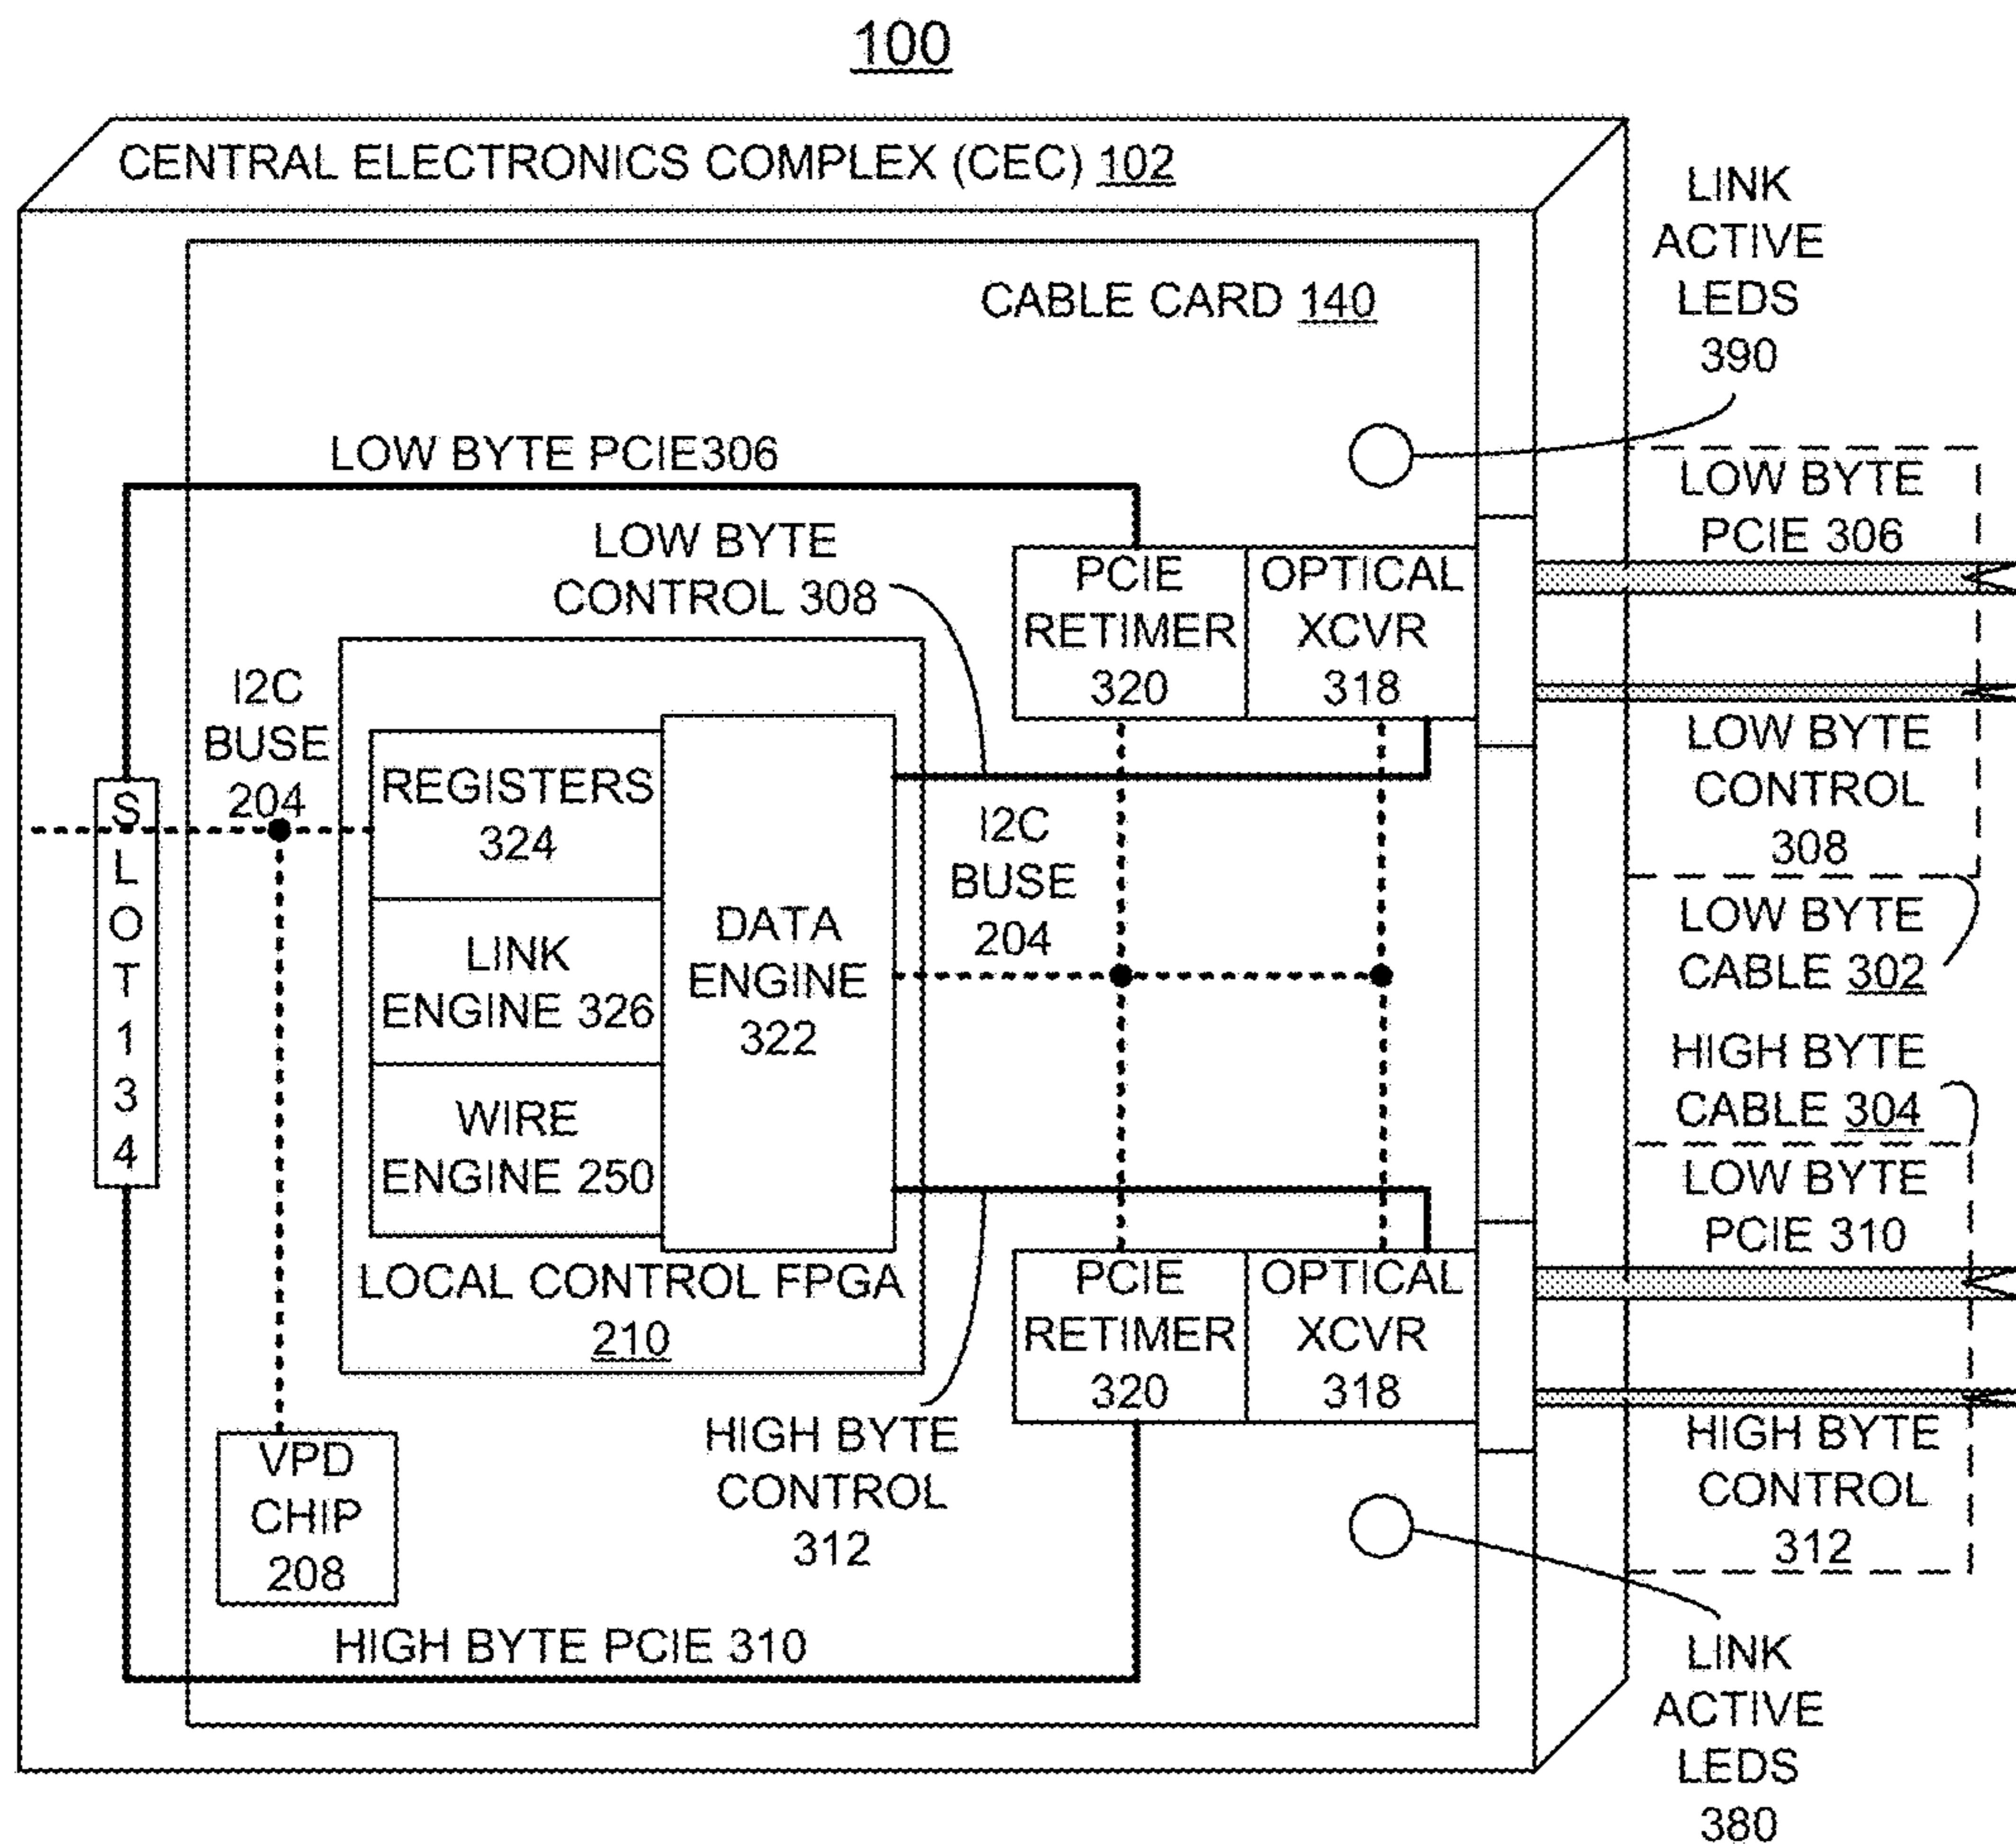 100
CENTRAL ELECTRONICS COMPLEX (CEC) 102
LINK
ACTIVE
LEDS
390
CABLE CARD 140
LOW BYTE PCIE306
LOW BYTE
PCIE 306
LOW BYTE
CONTROL 308
PCIE
RETIMER
320
OPTICAL
XCVR
318
I2C
BUSE
204
LOW BYTE
CONTROL
308
SLOT134
REGISTERS
324
LINK
ENGINE 326
WIRE
ENGINE 250
DATA
ENGINE
322
I2C
BUSE
204
LOW BYTE
CABLE 302
HIGH BYTE
CABLE 304
LOW BYTE
PCIE 310
LOCAL CONTROL FPGA
210
PCIE
RETIMER
320
OPTICAL
XCVR
318
HIGH BYTE
CONTROL
312
HIGH BYTE
CONTROL
312
VPD
CHIP
208
HIGH BYTE PCIE 310
LINK
ACTIVE
LEDS
380